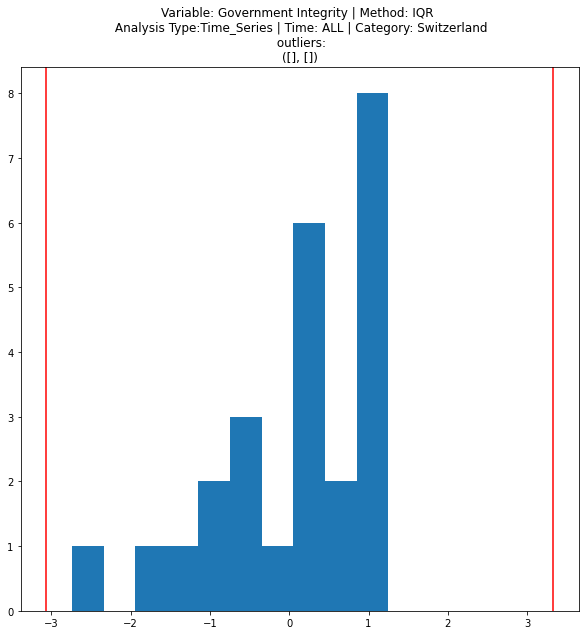 Variable: Government Integrity | Method: IQR
Analysis Type:Time_Series | Time: ALL | Category: Switzerland
outliers:
([], [])
8
7
6
5
4
3
2
1
0
−3 −2 −1 0 1 2 3